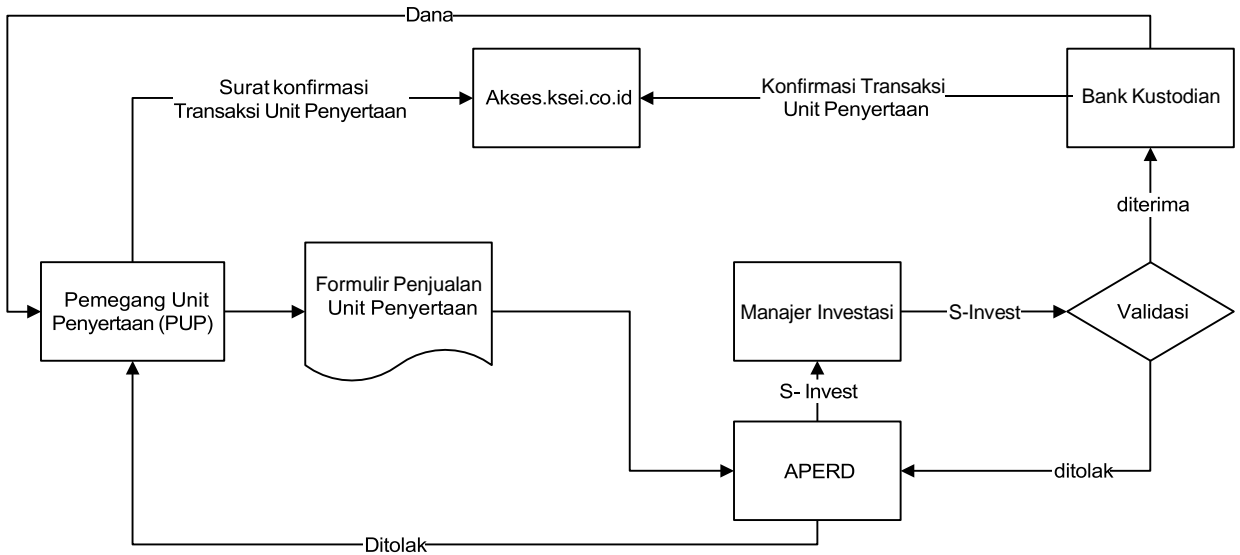 Dana
Surat konfirmasi
Transaksi Unit Penyertaan
Akses.ksei.co.id
Konfirmasi Transaksi
Unit Penyertaan
Bank Kustodian
diterima
Pemegang Unit
Penyertaan (PUP)
Formulir Penjualan
Unit Penyertaan
Manajer Investasi
S-Invest
Validasi
S- Invest
APERD
ditolak
Ditolak